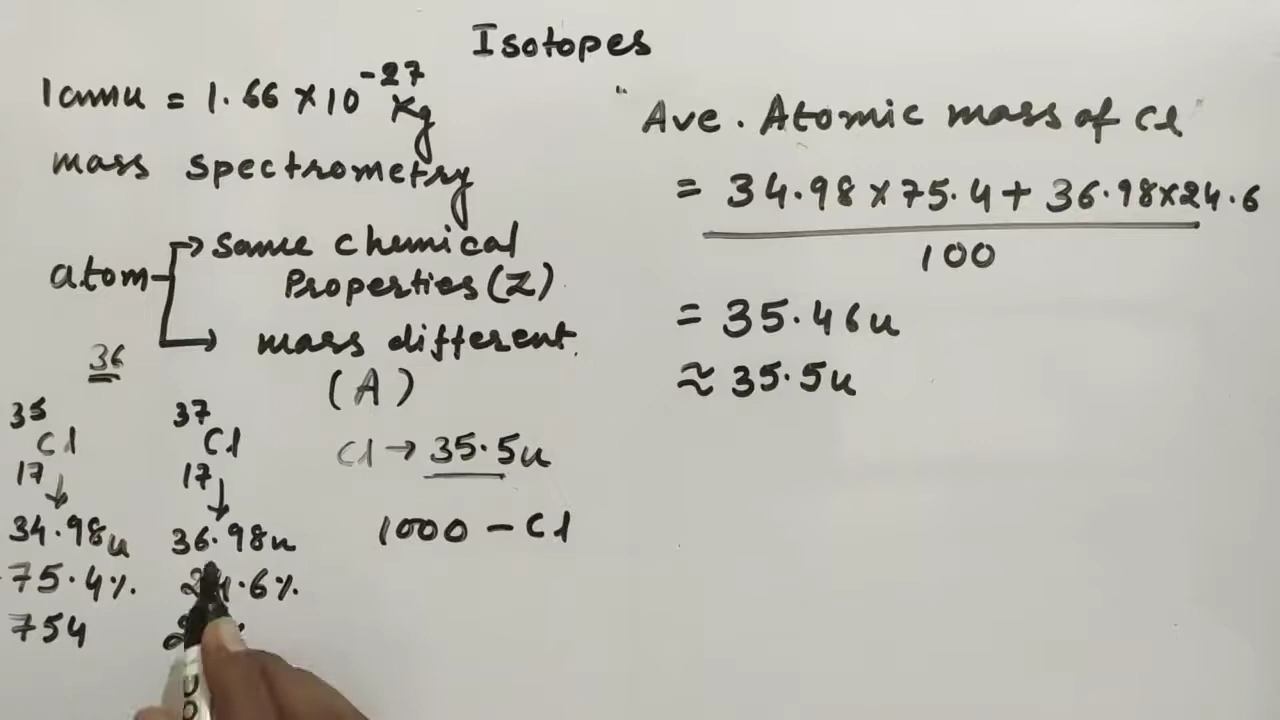 Isotopes
1amu = 1.66 × 10⁻²⁷ Kg
mass spectrometry
atom → same chemical
Properties (Z)
→ mass different.
(A)
36
35 Cl 17
37 Cl 17
34.98u 36.98u
75.4% 24.6%
754
Cl → 35.5u
1000 - Cl
"Ave. Atomic mass of Cl"
= 34.98 × 75.4 + 36.98 × 24.6
100
= 35.46u
≈ 35.5u